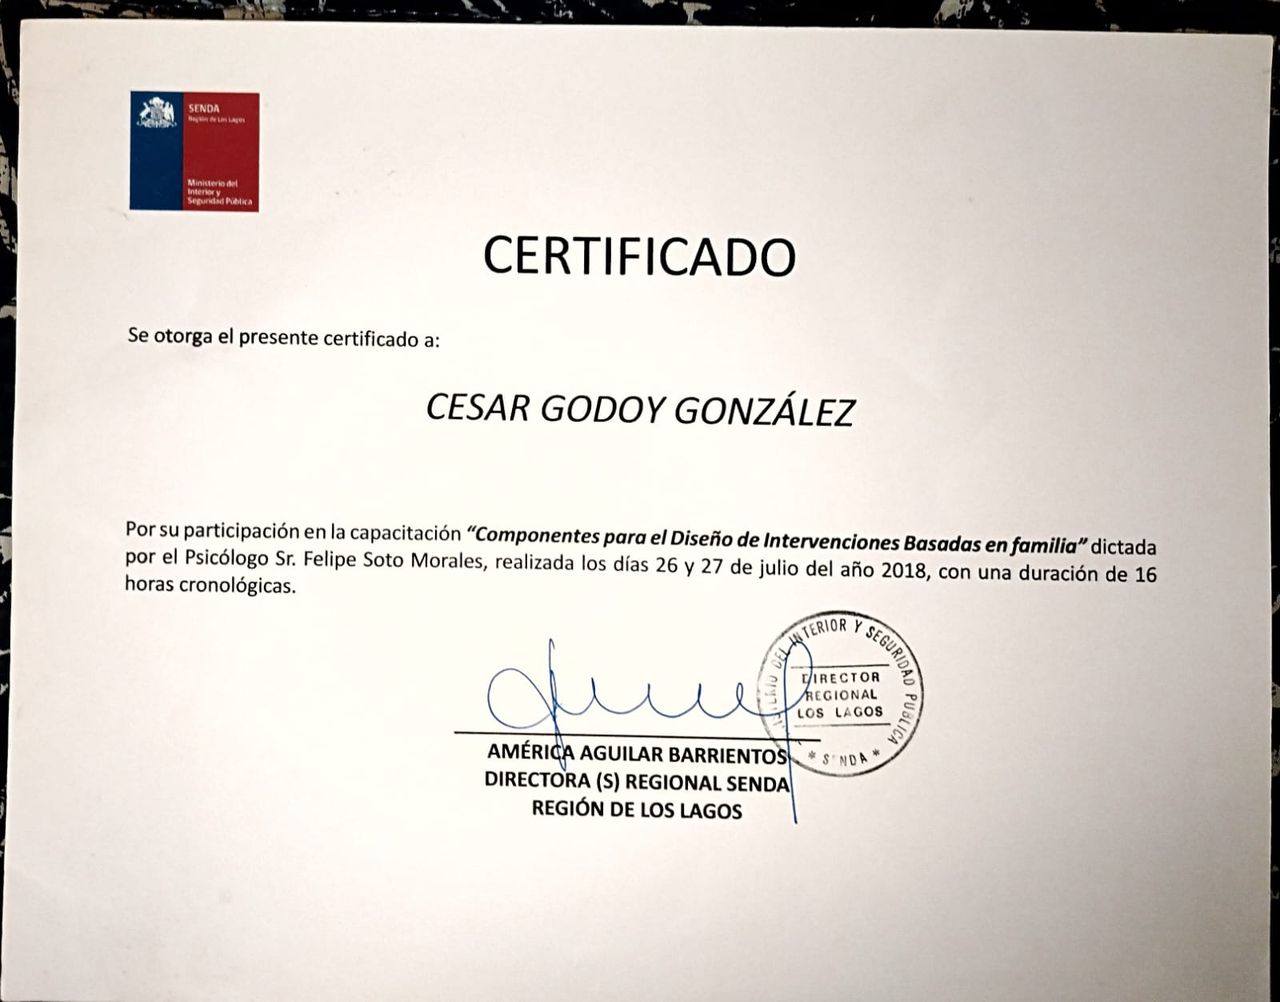 SENDA
Región de Los Lagos
Ministerio del
Interior y
Seguridad Pública
CERTIFICADO
Se otorga el presente certificado a:
CESAR GODOY GONZÁLEZ
Por su participación en la capacitación “Componentes para el Diseño de Intervenciones Basadas en familia” dictada
por el Psicólogo Sr. Felipe Soto Morales, realizada los días 26 y 27 de julio del año 2018, con una duración de 16
horas cronológicas.
INTERIOR Y SEGURIDAD PUBLICA
DIRECTOR
REGIONAL
LOS LAGOS
* SENDA *
AMÉRICA AGUILAR BARRIENTOS
DIRECTORA (S) REGIONAL SENDA
REGIÓN DE LOS LAGOS